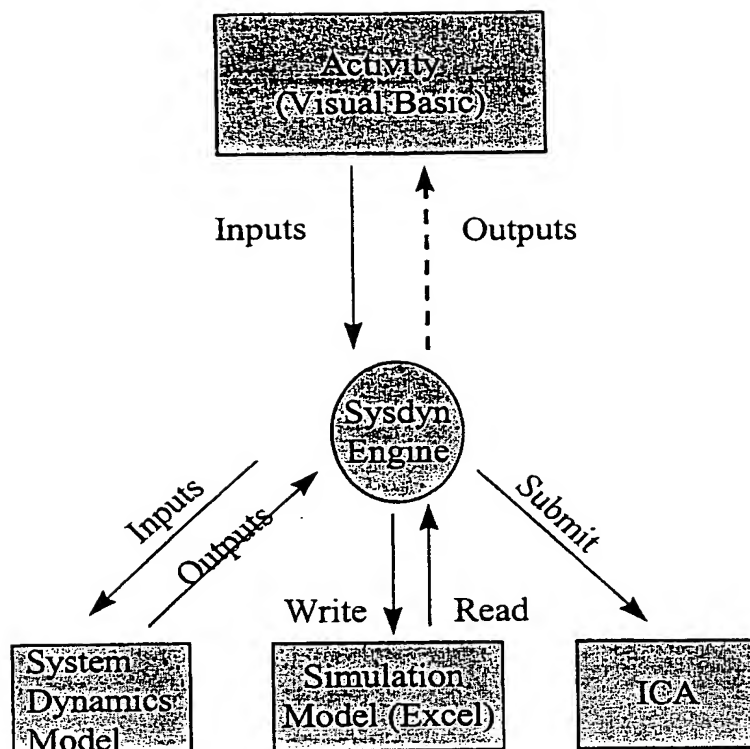 Activity
(Visual Basic)
Inputs
Outputs
Sysdyn
Engine
Inputs
Outputs
Submit
Write
Read
System
Dynamics
Model
Simulation
Model (Excel)
ICA